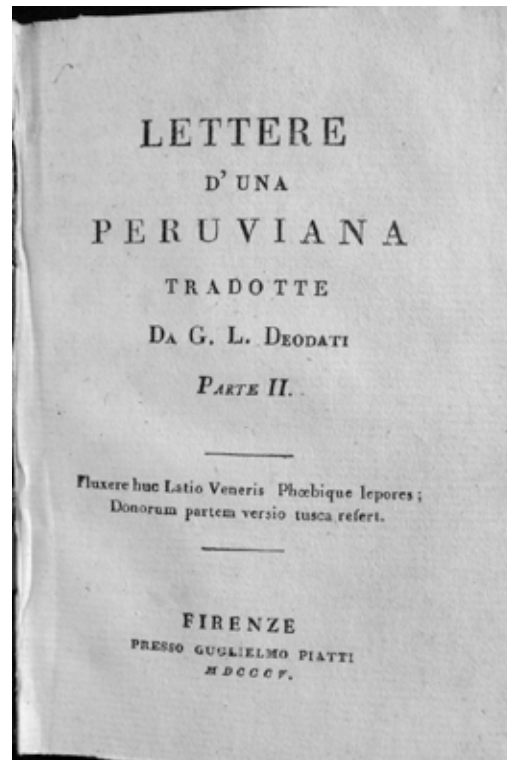 LETTERE
D' UNA
PERUVIANA
TRADOTTE
DA G. L. DEODATI
PARTE II.
Fluxere huc Latio Veneris Phœbique lepores;
Donorum partem versio tusca refert.
FIRENZE
PRESSO GUGLIELMO PIATTI
MDCCCV.